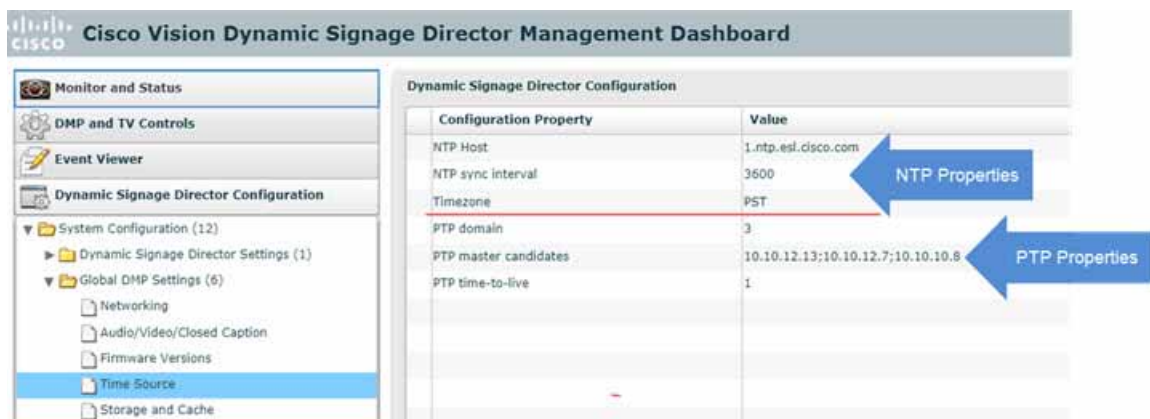 CISCO Cisco Vision Dynamic Signage Director Management Dashboard
Monitor and Status
DMP and TV Controls
Event Viewer
Dynamic Signage Director Configuration
System Configuration (12)
Dynamic Signage Director Settings (1)
Global DMP Settings (6)
Networking
Audio/Video/Closed Caption
Firmware Versions
Time Source
Storage and Cache
Dynamic Signage Director Configuration
Configuration Property Value
NTP Host 1.ntp.esl.cisco.com
NTP sync interval 3600
Timezone PST
PTP domain 3
PTP master candidates 10.10.12.13;10.10.12.7;10.10.10.8
PTP time-to-live 1
NTP Properties
PTP Properties